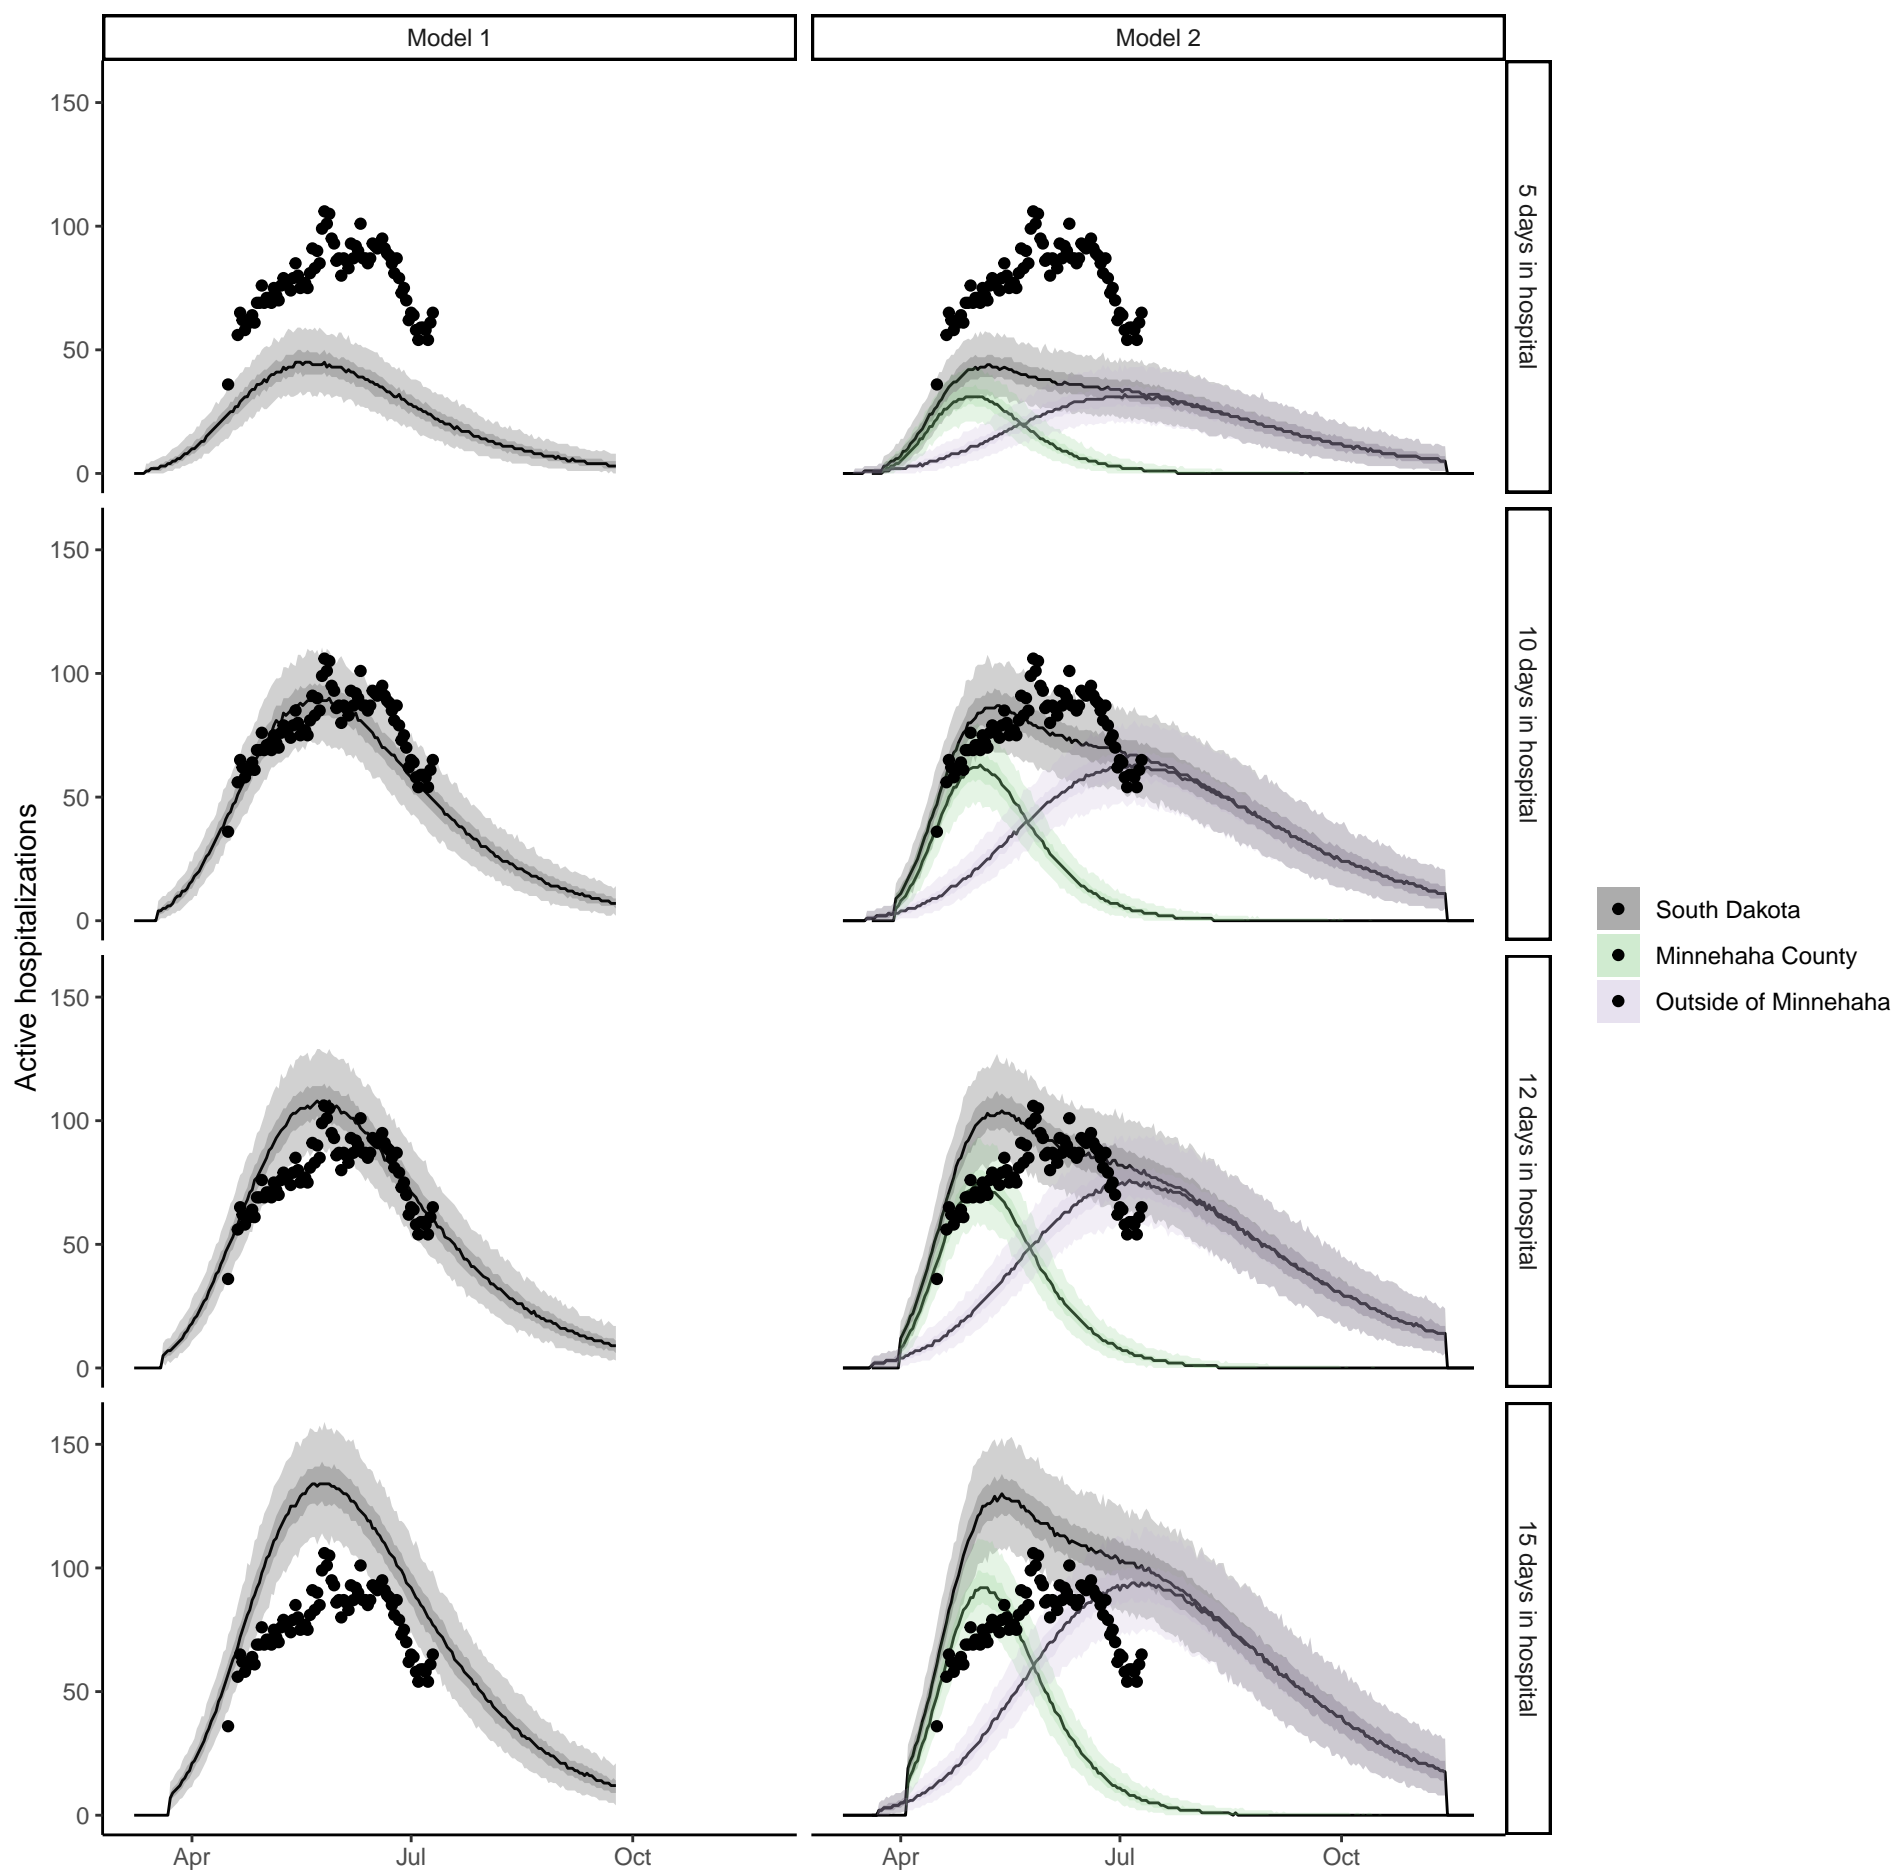 Model 1
Model 2
150
100
50
0
5 days in hospital
150
100
50
0
10 days in hospital
Active hospitalizations
South Dakota
Minnehaha County
Outside of Minnehaha
150
100
50
0
12 days in hospital
150
100
50
0
15 days in hospital
Apr
Jul
Oct
Apr
Jul
Oct